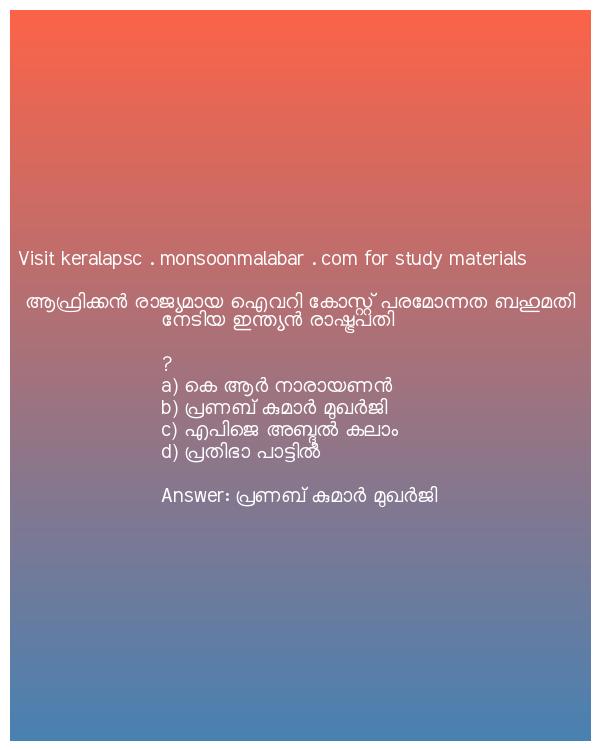 Visit keralapsc . monsoonmalabar . com for study materials
ആഫ്രിക്കൻ രാജ്യമായ ഐവറി കോസ്റ്റ് പരമോന്നത ബഹുമതി
നേടിയ ഇന്ത്യൻ രാഷ്ട്രപതി
?
a) കെ ആർ നാരായണൻ
b) പ്രണബ് കുമാർ മുഖർജി
c) എപിജെ അബ്ദുൽ കലാം
d) പ്രതിഭാ പാട്ടിൽ
Answer: പ്രണബ് കുമാർ മുഖർജി